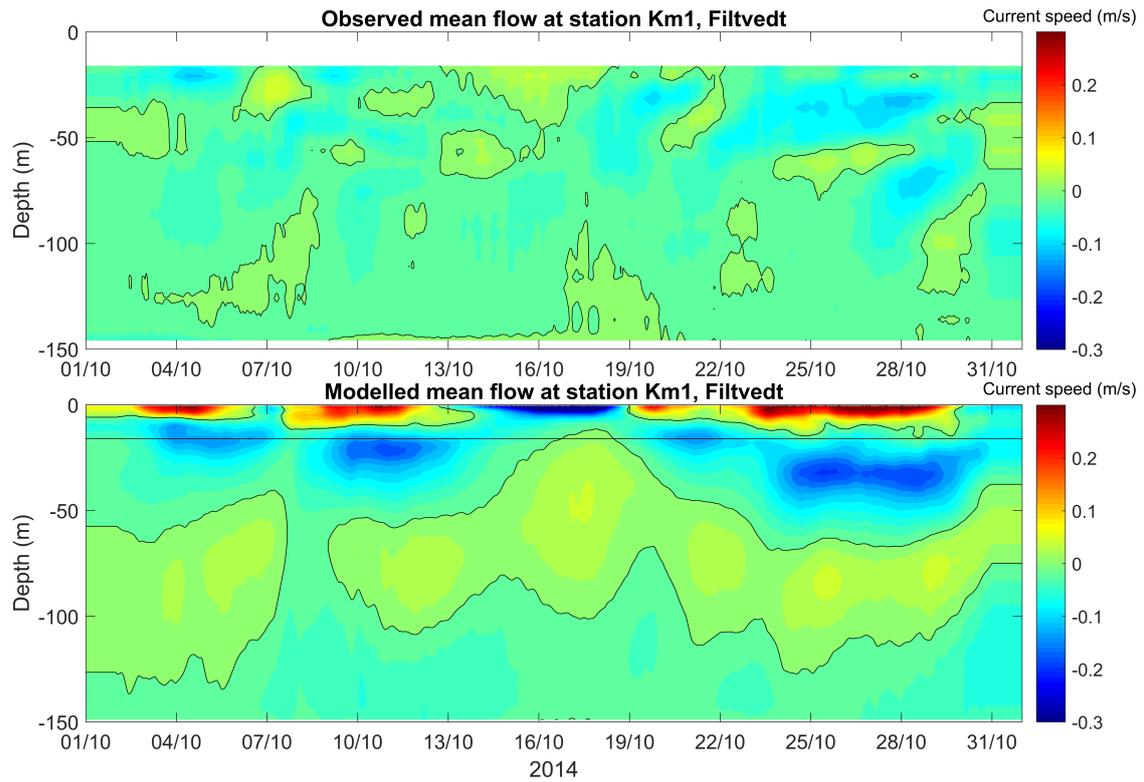 Observed mean flow at station Km1, Filtvedt
Current speed (m/s)
0
-50
-100
-150
Depth (m)
01/10 04/10 07/10 10/10 13/10 16/10 19/10 22/10 25/10 28/10 31/10
0.2
0.1
0
-0.1
-0.2
-0.3
Modelled mean flow at station Km1, Filtvedt
Current speed (m/s)
0
-50
-100
-150
Depth (m)
01/10 04/10 07/10 10/10 13/10 16/10 19/10 22/10 25/10 28/10 31/10
2014
0.2
0.1
0
-0.1
-0.2
-0.3